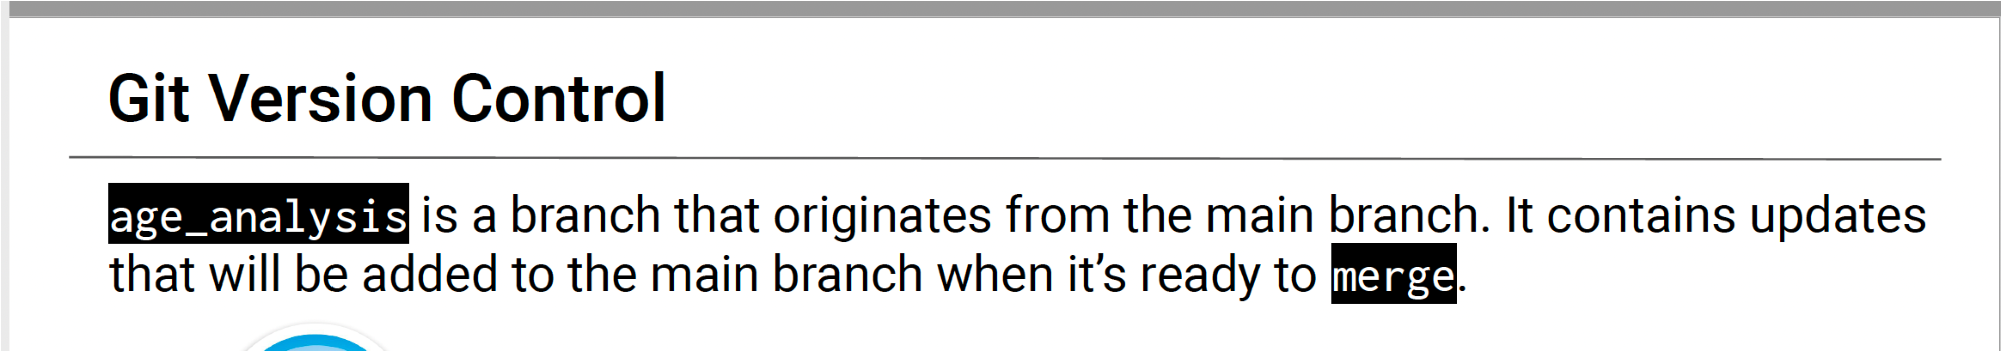 Git Version Control
age_analysis is a branch that originates from the main branch. It contains updates
that will be added to the main branch when it’s ready to merge.